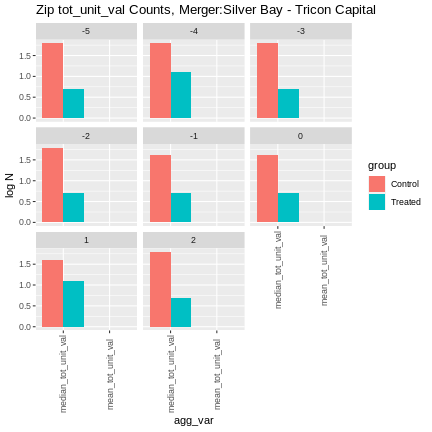 Zip tot_unit_val Counts, Merger:Silver Bay - Tricon Capital
-5
-4
-3
1.5
1.0
0.5
0.0
-2
-1
0
1.5
1.0
0.5
0.0
1
2
1.5
1.0
0.5
0.0
log N
median_tot_unit_val
mean_tot_unit_val
median_tot_unit_val
mean_tot_unit_val
median_tot_unit_val
mean_tot_unit_val
agg_var
group
Control
Treated